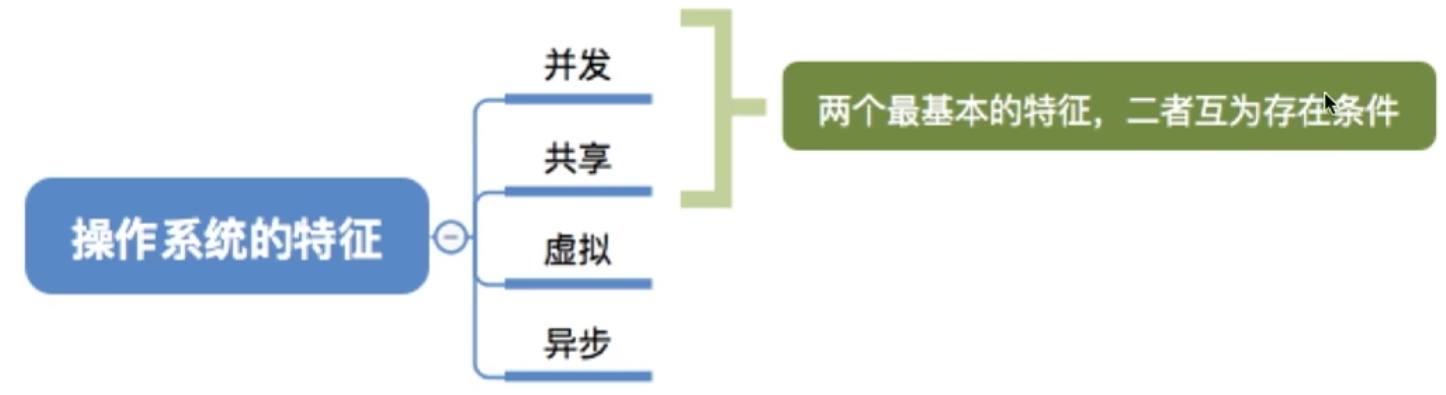 操作系统的特征
并发
共享
虚拟
异步
两个最基本的特征，二者互为存在条件